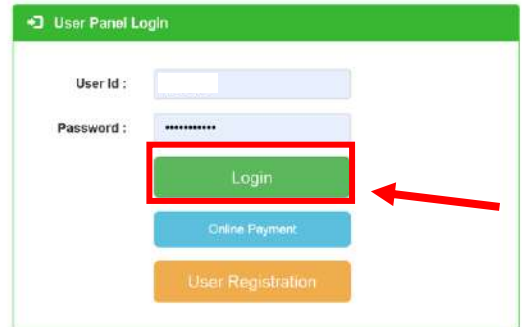 User Panel Login
User Id :
Password :
Login
Online Payment
User Registration